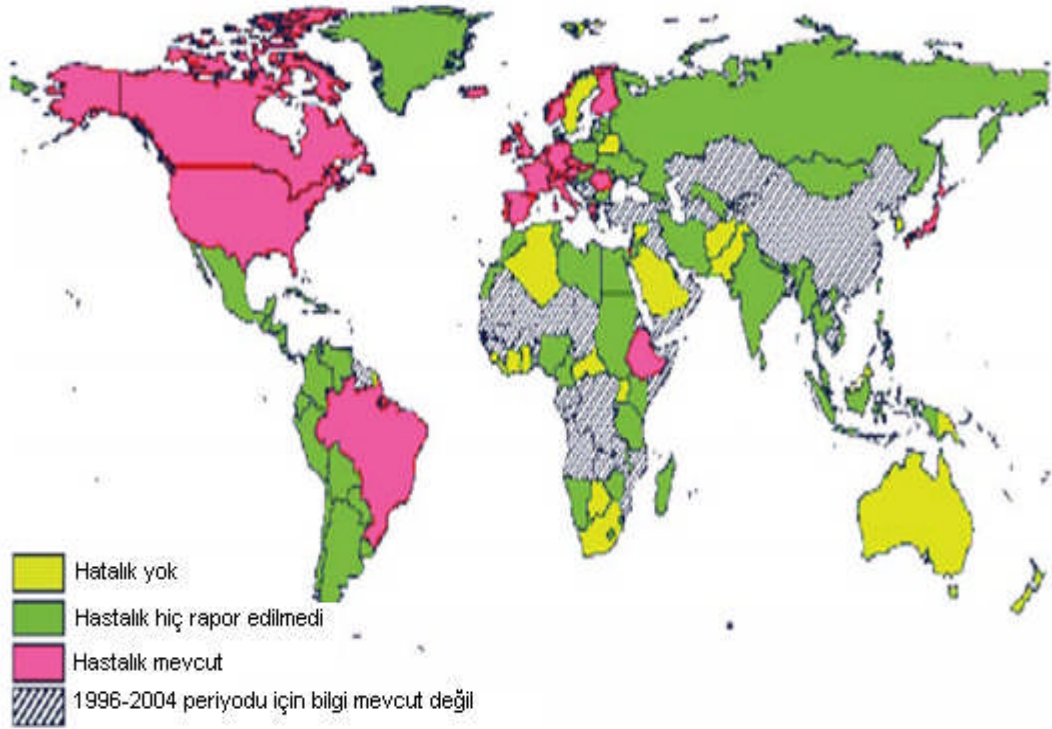 Hatalık yok
Hastalık hiç rapor edilmedi
Hastalık mevcut
1996-2004 periyodu için bilgi mevcut değil